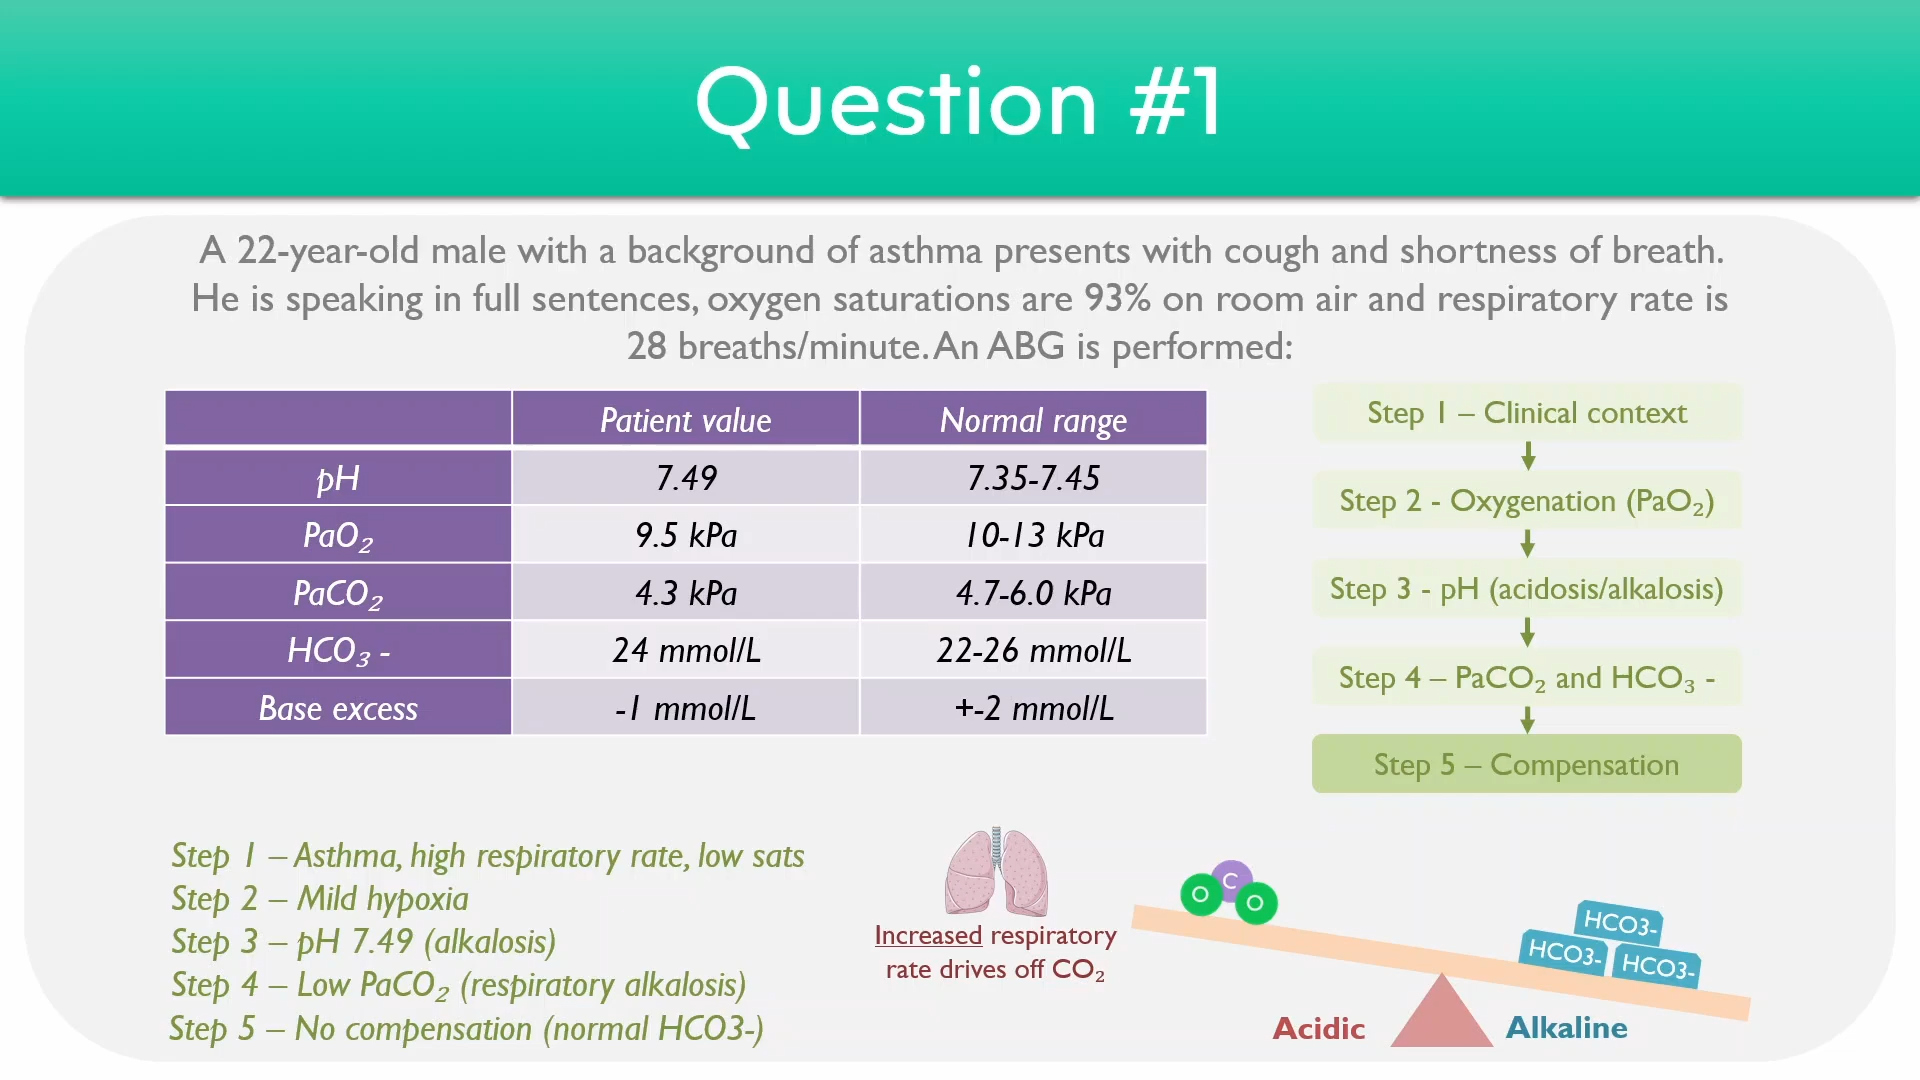 Question #1
A 22-year-old male with a background of asthma presents with cough and shortness of breath.
He is speaking in full sentences, oxygen saturations are 93% on room air and respiratory rate is
28 breaths/minute. An ABG is performed:
Patient value Normal range
pH 7.49 7.35-7.45
PaO₂ 9.5 kPa 10-13 kPa
PaCO₂ 4.3 kPa 4.7-6.0 kPa
HCO₃ - 24 mmol/L 22-26 mmol/L
Base excess -1 mmol/L +-2 mmol/L
Step 1 – Clinical context
Step 2 - Oxygenation (PaO₂)
Step 3 - pH (acidosis/alkalosis)
Step 4 – PaCO₂ and HCO₃ -
Step 5 – Compensation
Step 1 – Asthma, high respiratory rate, low sats
Step 2 – Mild hypoxia
Step 3 – pH 7.49 (alkalosis)
Step 4 – Low PaCO₂ (respiratory alkalosis)
Step 5 – No compensation (normal HCO3-)
Increased respiratory
rate drives off CO₂
O C O
HCO3-
HCO3- HCO3-
Acidic Alkaline